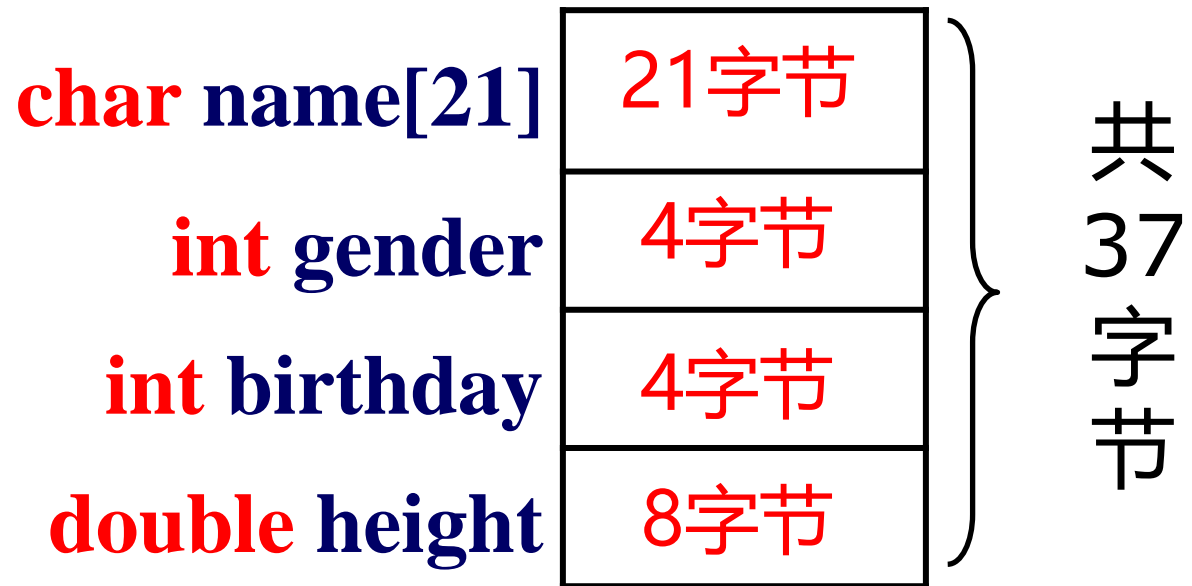 char name[21] 21字节
int gender 4字节
int birthday 4字节
double height 8字节
共
37
字
节